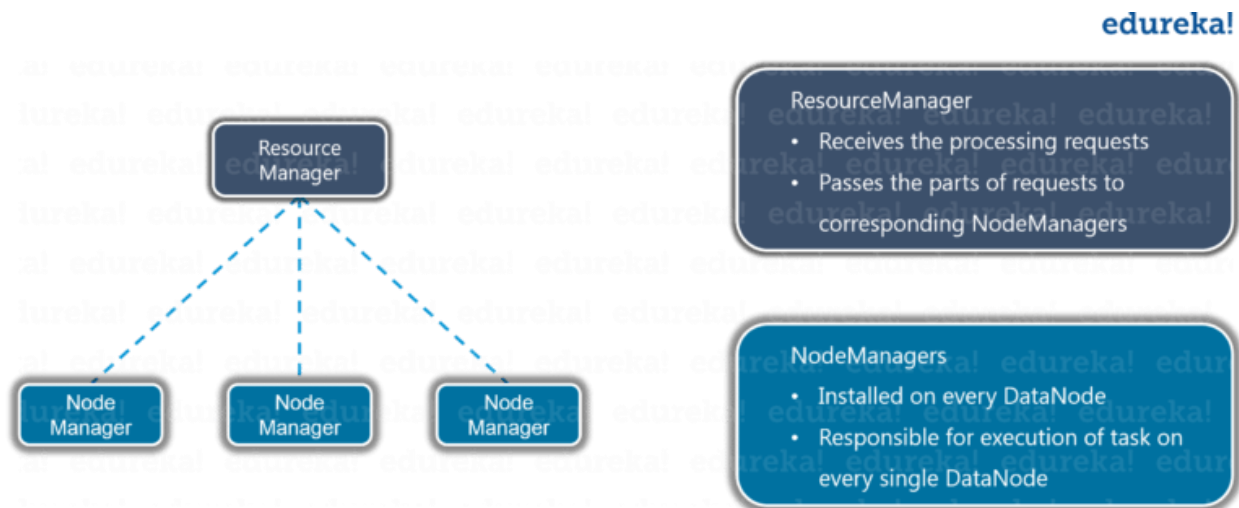 edureka!
Resource
Manager
Node
Manager
Node
Manager
Node
Manager
ResourceManager
• Receives the processing requests
• Passes the parts of requests to
corresponding NodeManagers
NodeManagers
• Installed on every DataNode
• Responsible for execution of task on
every single DataNode